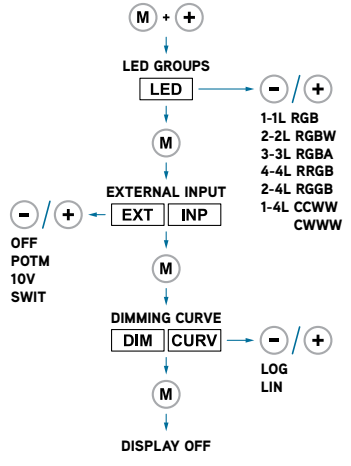 M + +
LED GROUPS
LED
− / +
1-1L RGB
2-2L RGBW
3-3L RGBA
4-4L RRGB
2-4L RGGB
1-4L CCWW
CWWW
M
EXTERNAL INPUT
− / +
EXT INP
OFF
POTM
10V
SWIT
M
DIMMING CURVE
DIM CURV
− / +
LOG
LIN
M
DISPLAY OFF